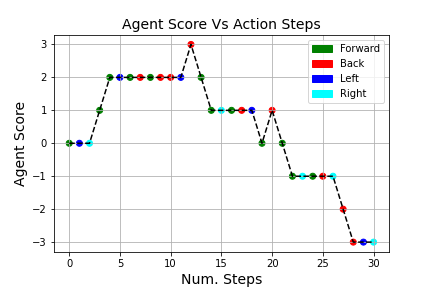 Agent Score Vs Action Steps
Agent Score
3
2
1
0
−1
−2
−3
Forward
Back
Left
Right
0 5 10 15 20 25 30
Num. Steps